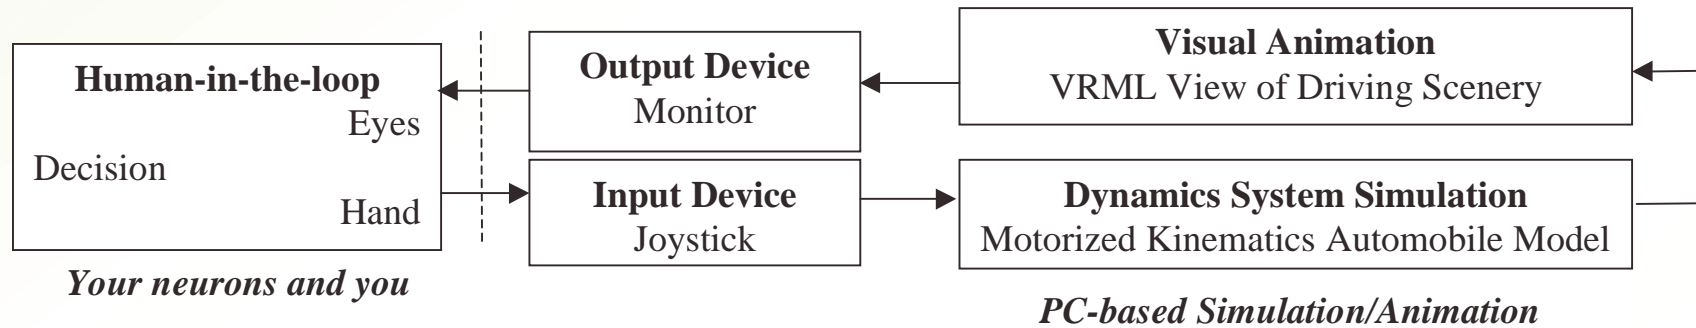 Human-in-the-loop
Eyes
Decision
Hand
Your neurons and you
Output Device
Monitor
Input Device
Joystick
Visual Animation
VRML View of Driving Scenery
Dynamics System Simulation
Motorized Kinematics Automobile Model
PC-based Simulation/Animation